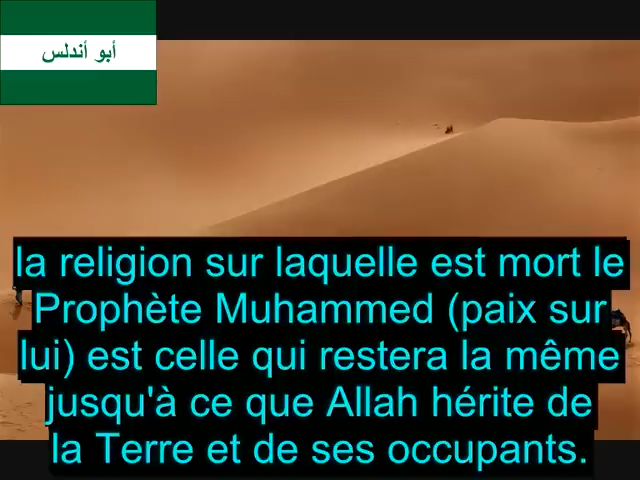 أبو أندلس
la religion sur laquelle est mort le
Prophète Muhammed (paix sur
lui) est celle qui restera la même
jusqu'à ce que Allah hérite de
la Terre et de ses occupants.